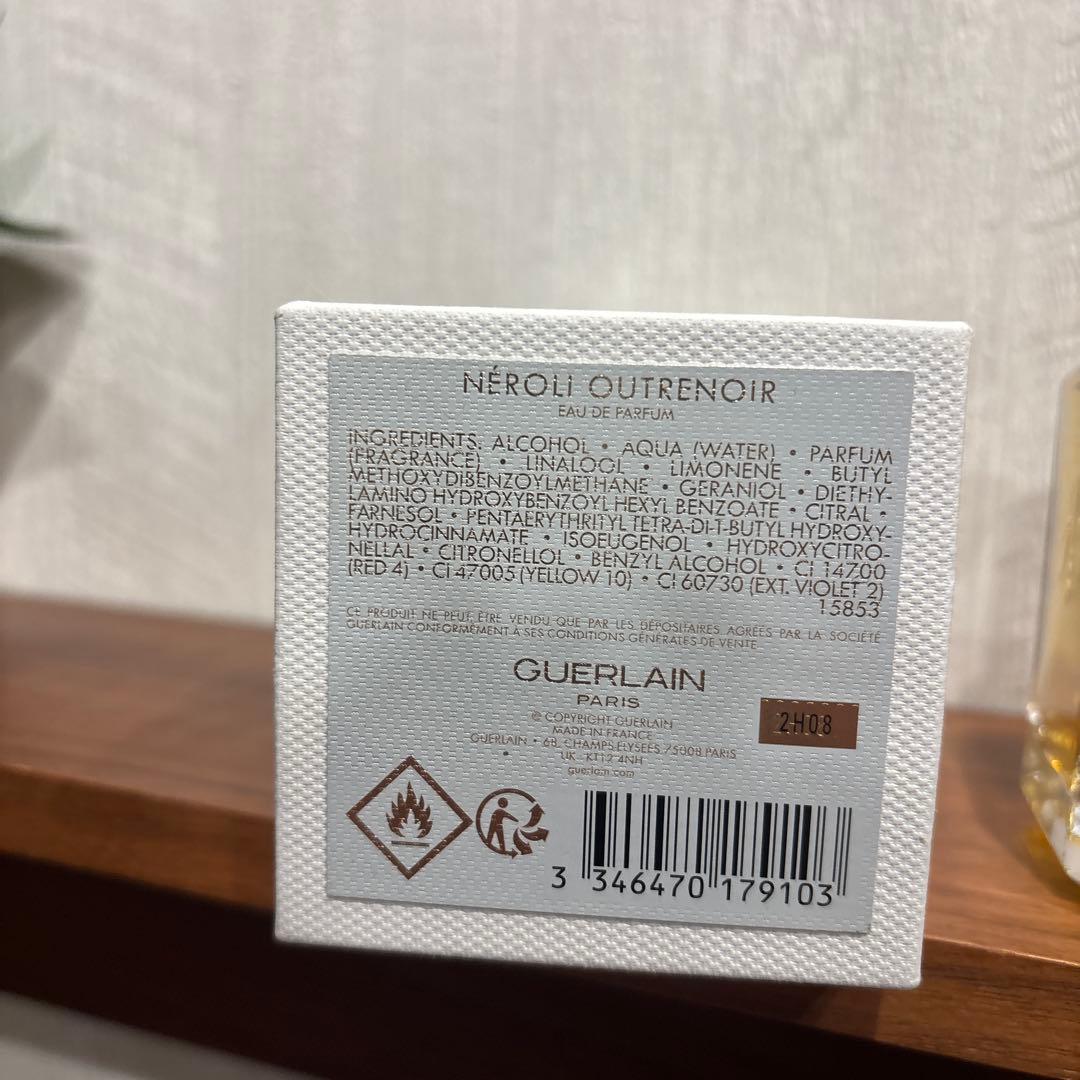 NÉROLI OUTRENOIR
EAU DE PARFUM
INGREDIENTS: ALCOHOL • AQUA (WATER) • PARFUM
(FRAGRANCE) • LINALOOL • LIMONENE • BUTYL
METHOXYDIBENZOYLMETHANE • GERANIOL • DIETHY-
LAMINO HYDROXYBENZOYL HEXYL BENZOATE • CITRAL •
FARNESOL • PENTAERYTHRITYL TETRA-DI-T-BUTYL HYDROXY-
HYDROCINNAMATE • ISOEUGENOL • HYDROXYCITRO-
NELLAL • CITRONELLOL • BENZYL ALCOHOL • CI 14700
(RED 4) • CI 47005 (YELLOW 10) • CI 60730 (EXT. VIOLET 2)
15853
CE PRODUIT NE PEUT ÊTRE VENDU QUE PAR LES DÉPOSITAIRES AGRÉÉS PAR LA SOCIÉTÉ
GUERLAIN CONFORMÉMENT À SES CONDITIONS GÉNÉRALES DE VENTE
GUERLAIN
PARIS
© COPYRIGHT GUERLAIN
MADE IN FRANCE
GUERLAIN • 68, CHAMPS ELYSÉES 75008 PARIS
UK - KT12 4NH
guerlain.com
2H08
3 346470 179103